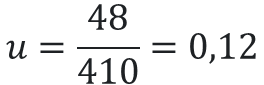 u = 48/410 = 0,12